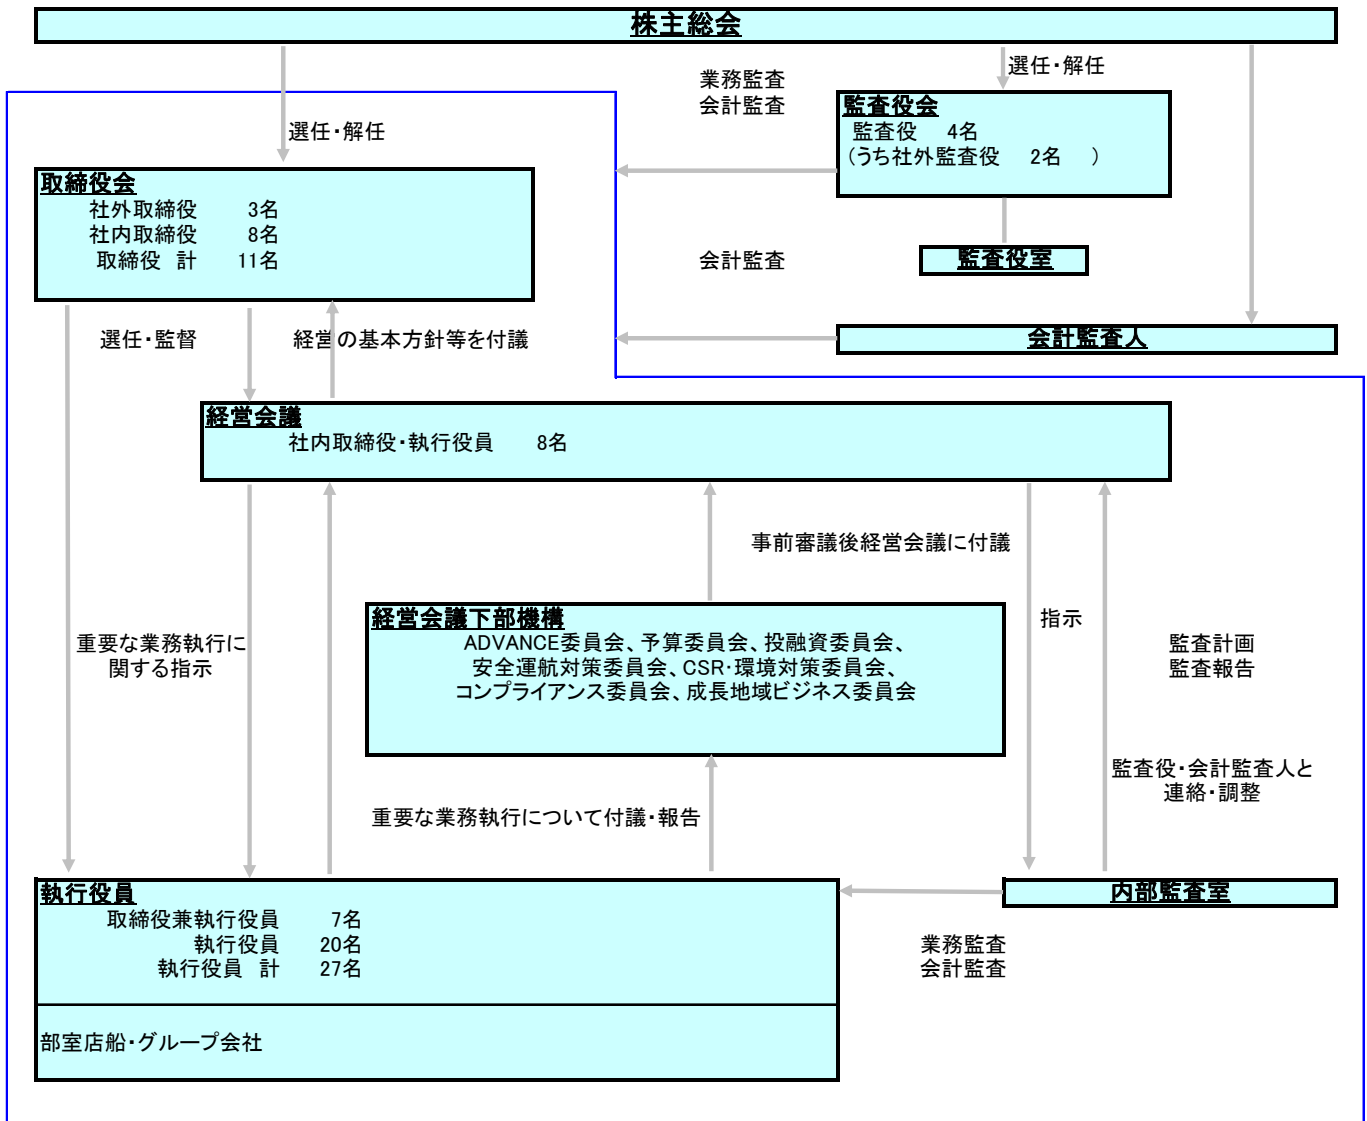 株主総会
選任・解任
業務監査
会計監査
監査役会
監査役 4名
(うち社外監査役 2名 )
選任・解任
取締役会
社外取締役 3名
社内取締役 8名
取締役 計 11名
会計監査
監査役室
選任・監督
経営の基本方針等を付議
会計監査人
経営会議
社内取締役・執行役員 8名
事前審議後経営会議に付議
経営会議下部機構
ADVANCE委員会、予算委員会、投融資委員会、
安全運航対策委員会、CSR・環境対策委員会、
コンプライアンス委員会、成長地域ビジネス委員会
指示
重要な業務執行に
関する指示
監査計画
監査報告
監査役・会計監査人と
連絡・調整
重要な業務執行について付議・報告
執行役員
取締役兼執行役員 7名
執行役員 20名
執行役員 計 27名
内部監査室
業務監査
会計監査
部室店船・グループ会社